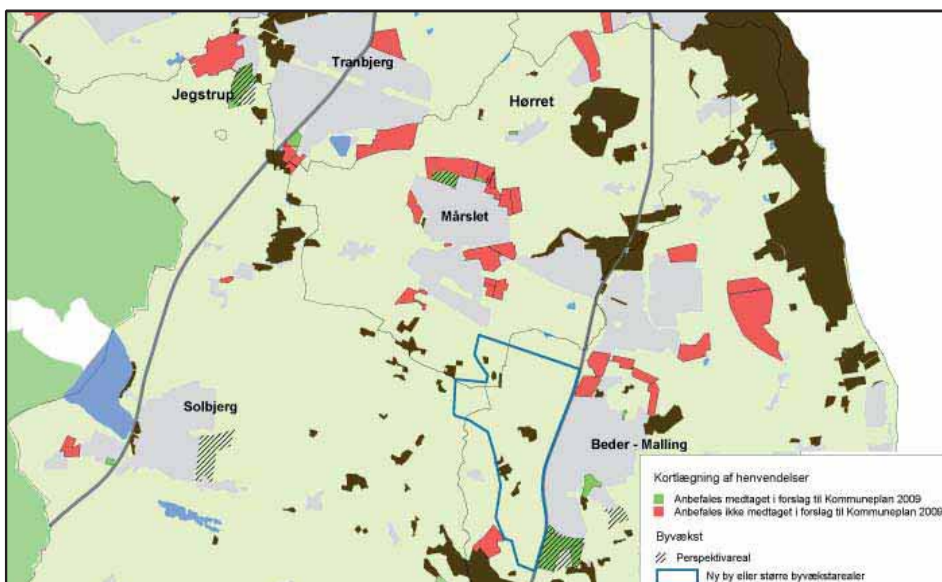 Tranbjerg
Jegstrup
Hørret
Mårslet
Solbjerg
Beder - Malling
Kortlægning af henvendelser
Anbefales medtaget i forslag til Kommuneplan 2009
Anbefales ikke medtaget i forslag til Kommuneplan 2009
Byvækst
Perspektivareal
Ny by eller større byvækstarealer